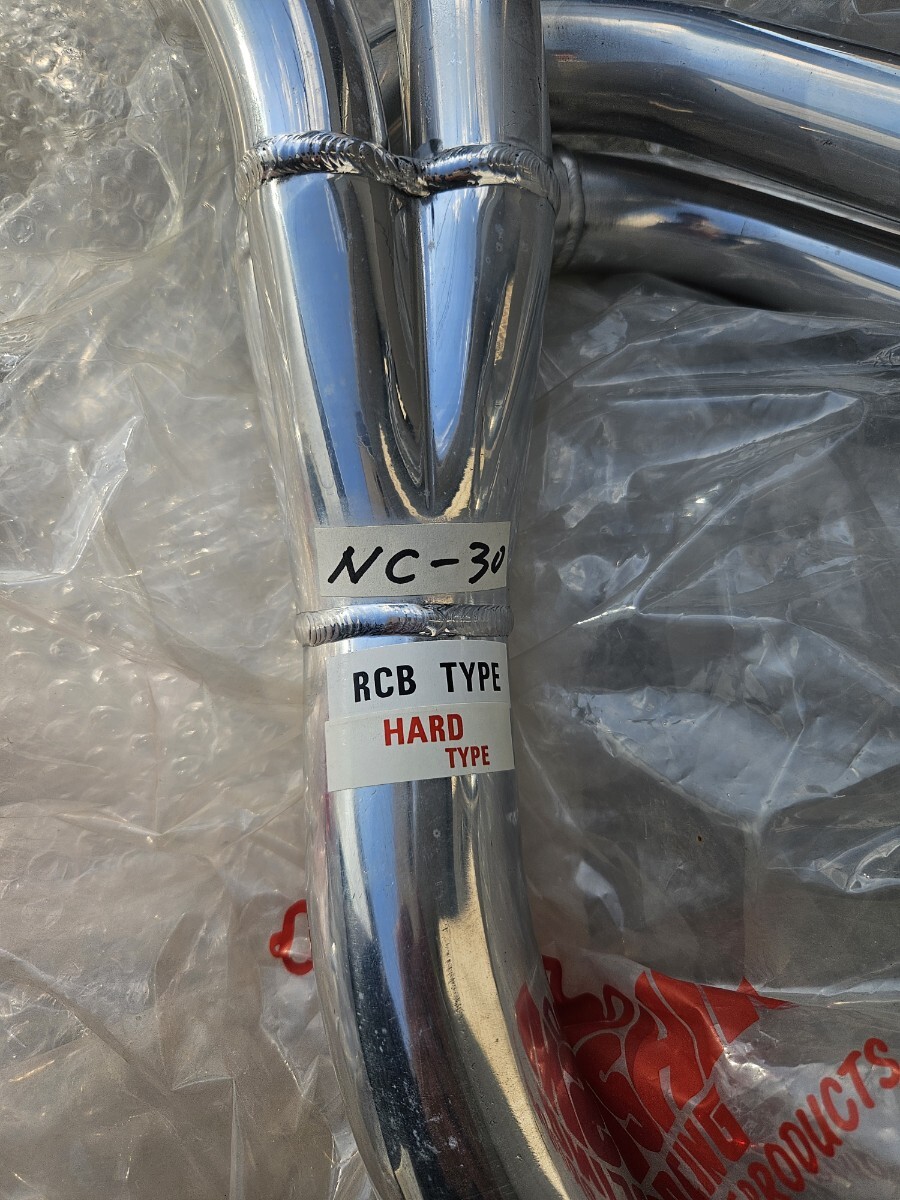 NC-30
RCB TYPE
HARD
TYPE
PRODUCTS